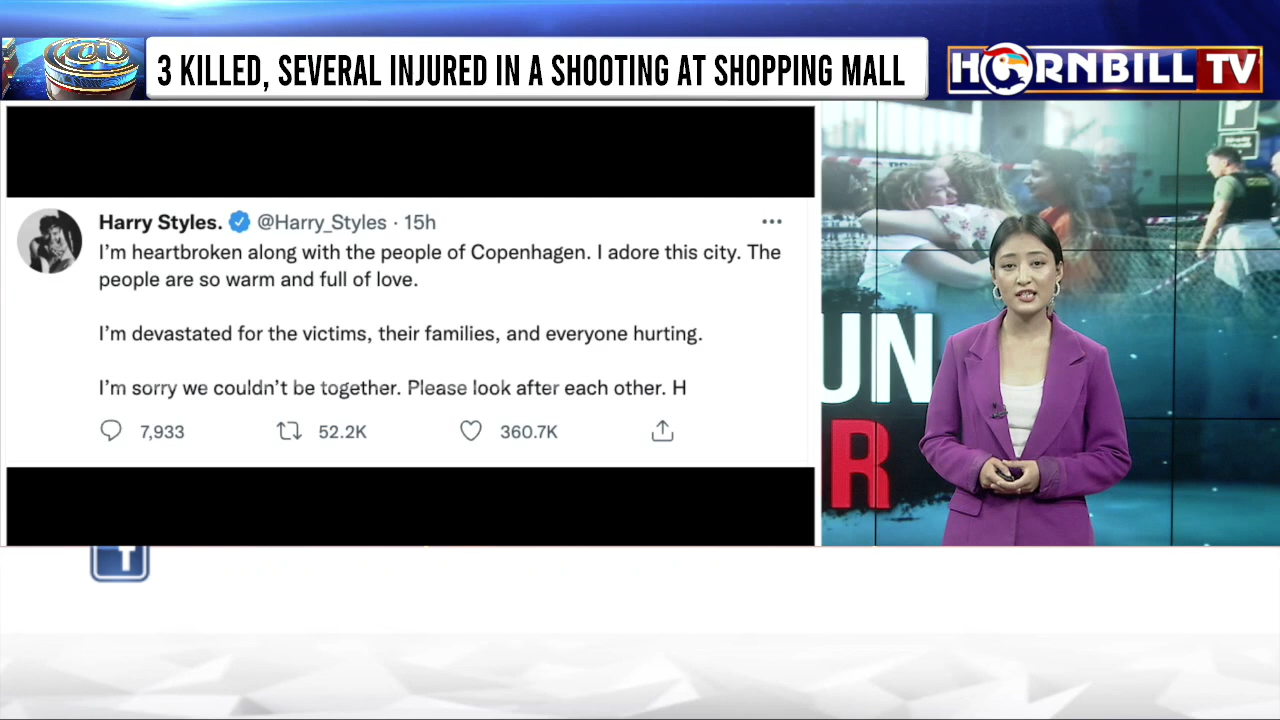 3 KILLED, SEVERAL INJURED IN A SHOOTING AT SHOPPING MALL
HORNBILL TV
Harry Styles. @Harry_Styles · 15h
I'm heartbroken along with the people of Copenhagen. I adore this city. The
people are so warm and full of love.
I'm devastated for the victims, their families, and everyone hurting.
I'm sorry we couldn't be together. Please look after each other. H
7,933 52.2K 360.7K
P
UN
R